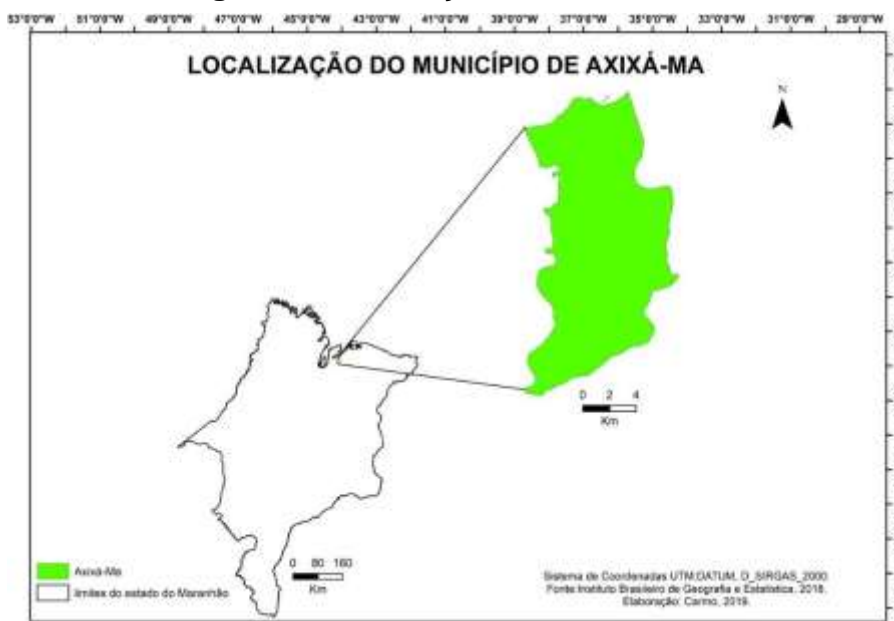 53°0'0"W 49°0'0"W 47°0'0"W 45°0'0"W 43°0'0"W 41°0'0"W 39°0'0"W 37°0'0"W 35°0'0"W 33°0'0"W 31°0'0"W 29°0'0"W
LOCALIZAÇÃO DO MUNICÍPIO DE AXIXÁ-MA
N
0 2 4
Km
0 80 160
Km
Axixá-Ma
limites do estado do Maranhão
Sistema de Coordenadas UTM;DATUM, D_SIRGAS_2000.
Fonte Instituto Brasileiro de Geografia e Estatística, 2018.
Elaboração: Carmo, 2019.